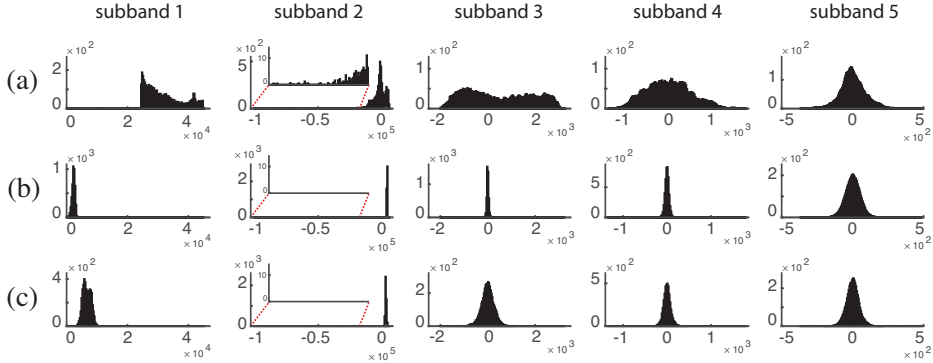 subband 1 subband 2 subband 3 subband 4 subband 5
(a)
× 10² × 10² × 10² × 10² × 10²
2 5 10 1 1 1
0 0 0 0 0 0
0 2 4 -1 -0.5 0 -2 0 2 -1 0 1 -5 0 5
× 10⁴ × 10⁵ × 10³ × 10³ × 10²
(b)
× 10³ × 10³ × 10³ × 10² × 10²
1 2 10 1 5 2
0 0 0 0 0 0
0 2 4 -1 -0.5 0 -2 0 2 -1 0 1 -5 0 5
× 10⁴ × 10⁵ × 10³ × 10³ × 10²
(c)
× 10² × 10³ × 10² × 10² × 10²
4 2 10 2 5 2
2 1
0 0 0 0 0 0
0 2 4 -1 -0.5 0 -2 0 2 -1 0 1 -5 0 5
× 10⁴ × 10⁵ × 10³ × 10³ × 10²